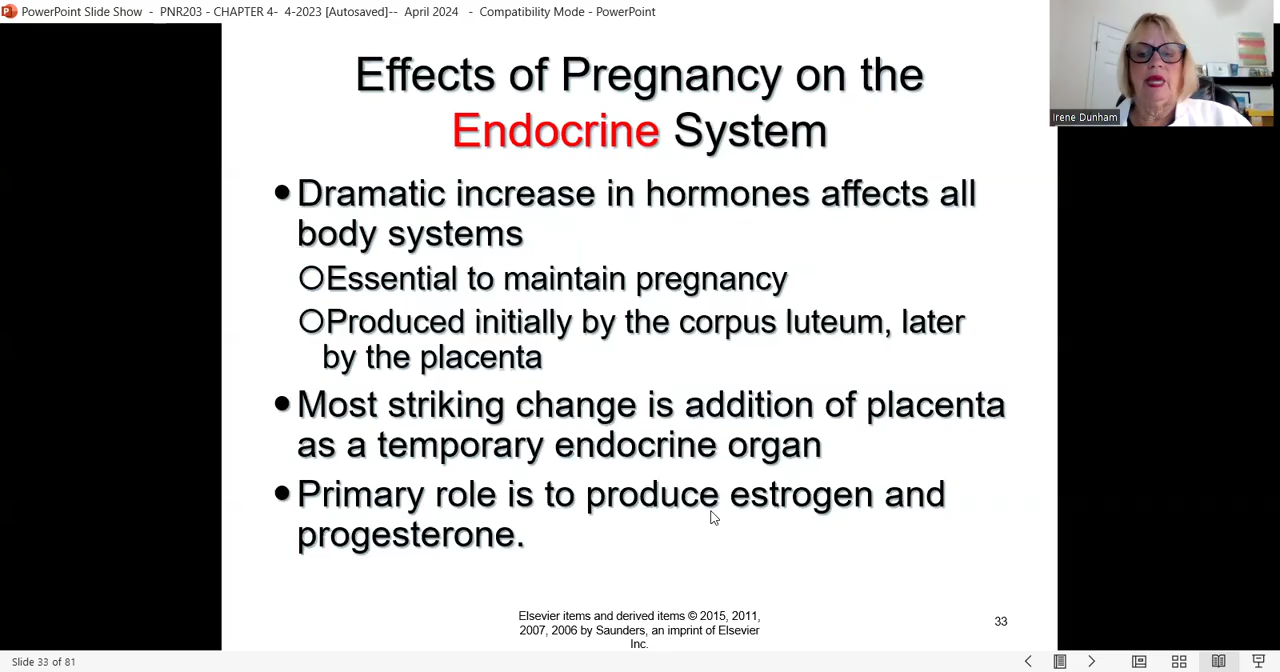 PowerPoint Slide Show - PNR203 - CHAPTER 4- 4-2023 [Autosaved]-- April 2024 - Compatibility Mode - PowerPoint
Effects of Pregnancy on the
Endocrine System
Irene Dunham
•Dramatic increase in hormones affects all
body systems
○Essential to maintain pregnancy
○Produced initially by the corpus luteum, later
by the placenta
•Most striking change is addition of placenta
as a temporary endocrine organ
•Primary role is to produce estrogen and
progesterone.
Elsevier items and derived items © 2015, 2011,
2007, 2006 by Saunders, an imprint of Elsevier
Inc.
33
Slide 33 of 81